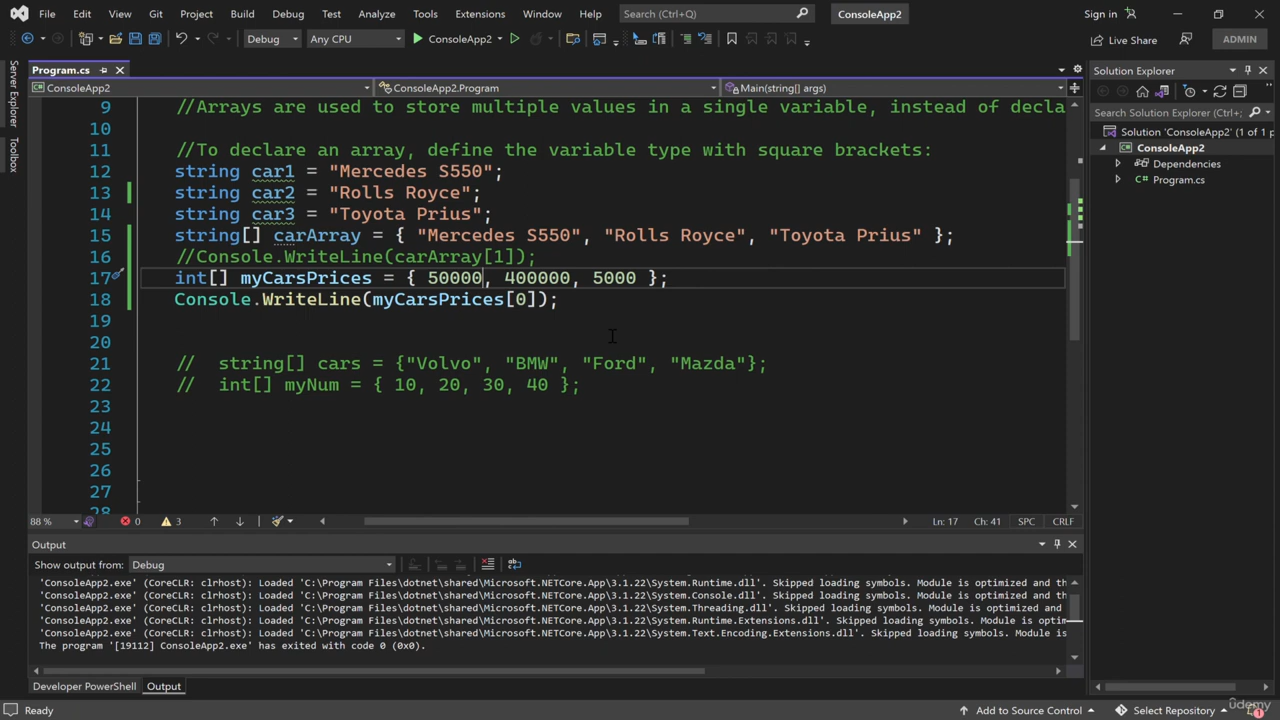 File Edit View Git Project Build Debug Test Analyze Tools Extensions Window Help Search (Ctrl+Q) ConsoleApp2 Sign in
Debug Any CPU ConsoleApp2 Live Share ADMIN
Server Explorer
Toolbox
Program.cs
ConsoleApp2 ConsoleApp2.Program Main(string[] args)
9 //Arrays are used to store multiple values in a single variable, instead of decla
10
11 //To declare an array, define the variable type with square brackets:
12 string car1 = "Mercedes S550";
13 string car2 = "Rolls Royce";
14 string car3 = "Toyota Prius";
15 string[] carArray = { "Mercedes S550", "Rolls Royce", "Toyota Prius" };
16 //Console.WriteLine(carArray[1]);
17 int[] myCarsPrices = { 50000, 400000, 5000 };
18 Console.WriteLine(myCarsPrices[0]);
19
20
21 // string[] cars = {"Volvo", "BMW", "Ford", "Mazda"};
22 // int[] myNum = { 10, 20, 30, 40 };
23
24
25
26
27
28
88 % 0 3 Ln: 17 Ch: 41 SPC CRLF
Output
Show output from: Debug
'ConsoleApp2.exe' (CoreCLR: clrhost): Loaded 'C:\Program Files\dotnet\shared\Microsoft.NETCore.App\3.1.22\System.Runtime.dll'. Skipped loading symbols. Module is optimized and th
'ConsoleApp2.exe' (CoreCLR: clrhost): Loaded 'C:\Program Files\dotnet\shared\Microsoft.NETCore.App\3.1.22\System.Console.dll'. Skipped loading symbols. Module is optimized and th
'ConsoleApp2.exe' (CoreCLR: clrhost): Loaded 'C:\Program Files\dotnet\shared\Microsoft.NETCore.App\3.1.22\System.Threading.dll'. Skipped loading symbols. Module is optimized and
'ConsoleApp2.exe' (CoreCLR: clrhost): Loaded 'C:\Program Files\dotnet\shared\Microsoft.NETCore.App\3.1.22\System.Runtime.Extensions.dll'. Skipped loading symbols. Module is optim
'ConsoleApp2.exe' (CoreCLR: clrhost): Loaded 'C:\Program Files\dotnet\shared\Microsoft.NETCore.App\3.1.22\System.Text.Encoding.Extensions.dll'. Skipped loading symbols. Module is
The program '[19112] ConsoleApp2.exe' has exited with code 0 (0x0).
Developer PowerShell Output
Solution Explorer
Search Solution Explorer (Ctrl+;)
Solution 'ConsoleApp2' (1 of 1 p
ConsoleApp2
Dependencies
Program.cs
Ready Add to Source Control Select Repository 1
udemy